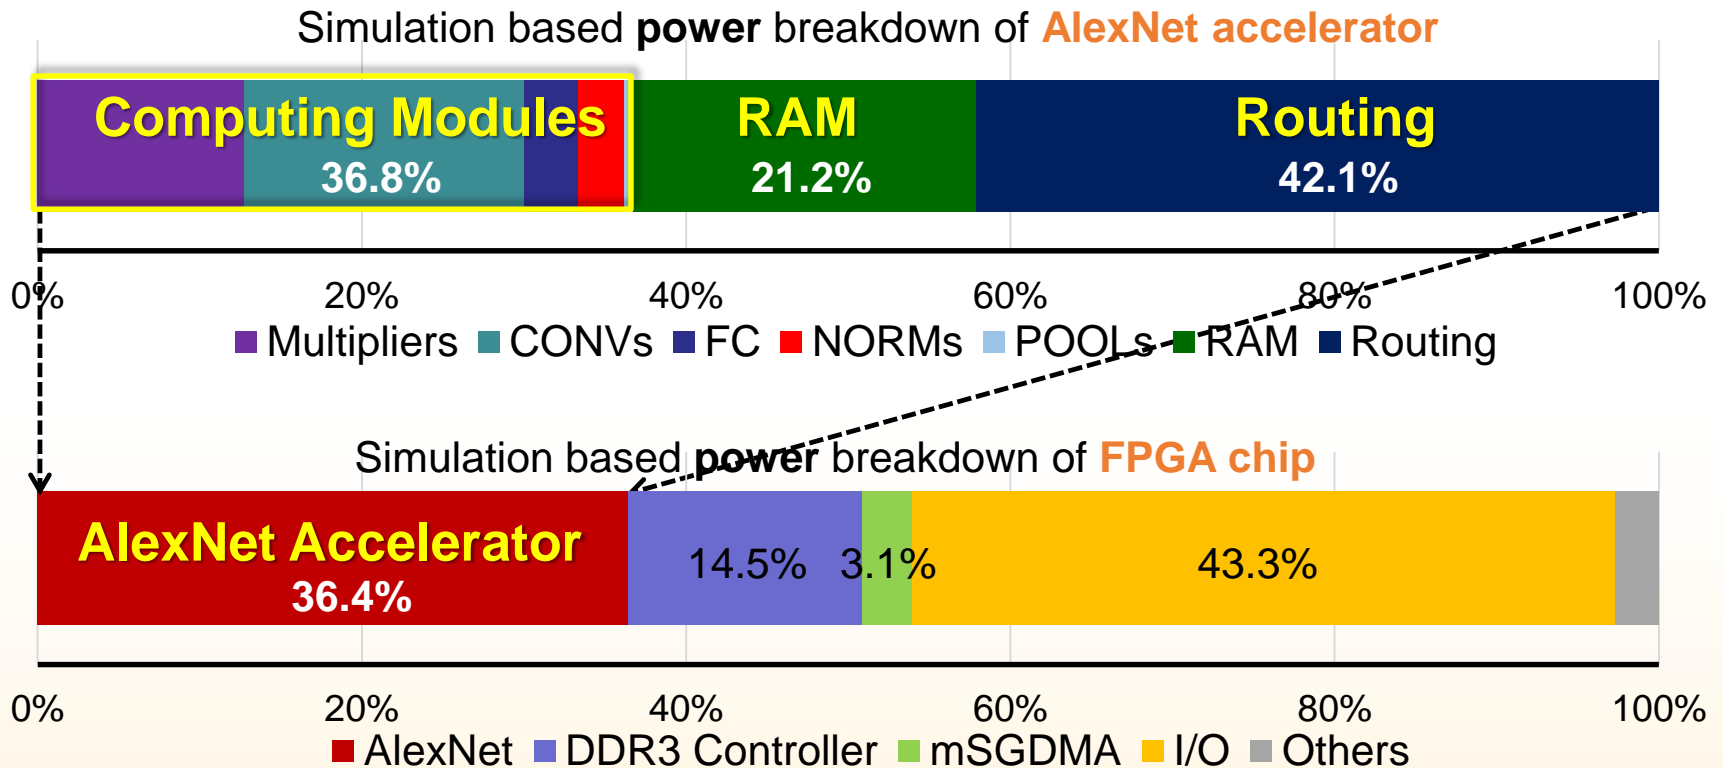 Simulation based power breakdown of AlexNet accelerator
Computing Modules RAM Routing
36.8% 21.2% 42.1%
0% 20% 40% 60% 80% 100%
Multipliers CONVs FC NORMs POOLs RAM Routing
Simulation based power breakdown of FPGA chip
AlexNet Accelerator
36.4% 14.5% 3.1% 43.3%
0% 20% 40% 60% 80% 100%
AlexNet DDR3 Controller mSGDMA I/O Others